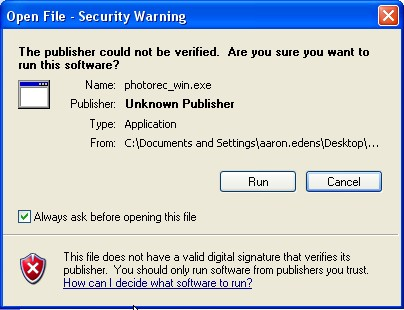 Open File - Security Warning
The publisher could not be verified.  Are you sure you want to
run this software?
Name: photorec_win.exe
Publisher: Unknown Publisher
Type: Application
From: C:\Documents and Settings\aaron.edens\Desktop\...
Run Cancel
Always ask before opening this file
This file does not have a valid digital signature that verifies its
publisher.  You should only run software from publishers you trust.
How can I decide what software to run?